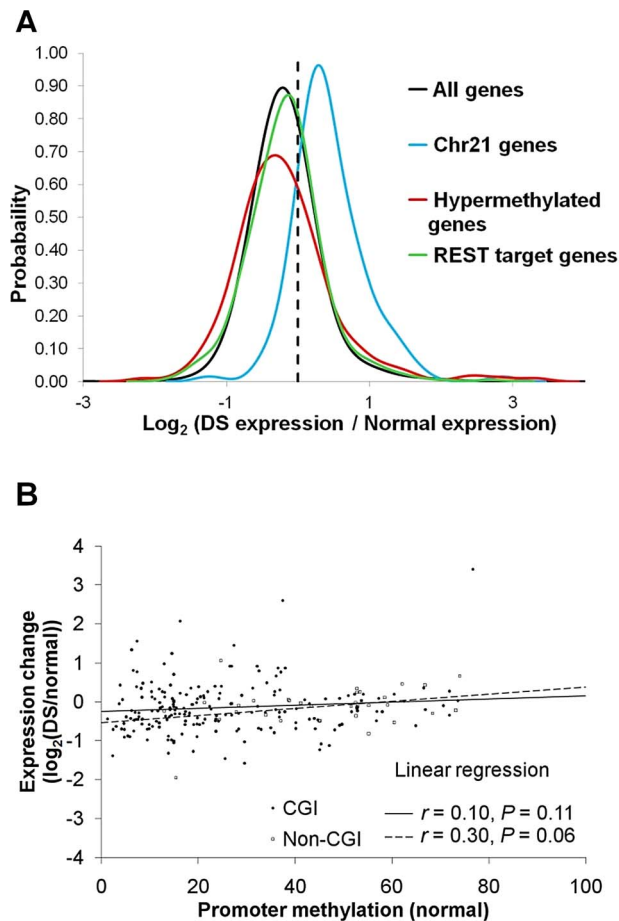 A
1.00
0.90
0.80
0.70
0.60
0.50
0.40
0.30
0.20
0.10
0.00
Probabaility
All genes
Chr21 genes
Hypermethylated
genes
REST target genes
-3
-1
1
3
Log2 (DS expression / Normal expression)
B
4
3
2
1
0
-1
-2
-3
-4
Expression change
(log2(DS/normal))
Linear regression
CGI
r = 0.10, P = 0.11
Non-CGI
r = 0.30, P = 0.06
0
20
40
60
80
100
Promoter methylation (normal)